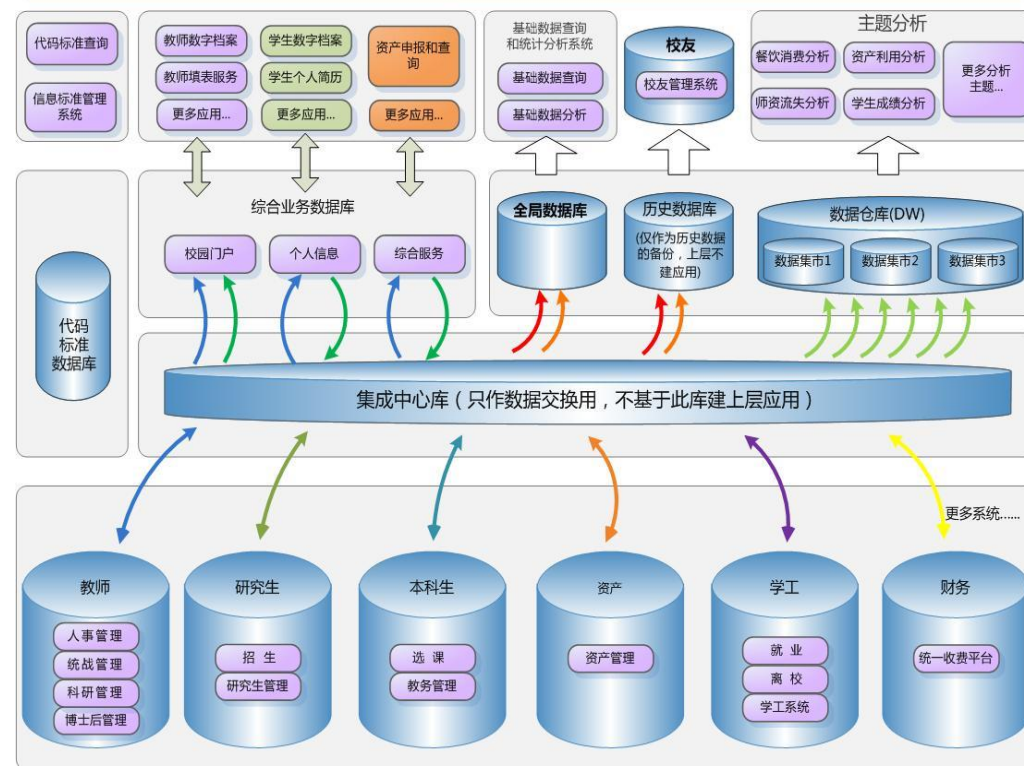 代码标准查询
信息标准管理
系统
教师数字档案
教师填表服务
更多应用...
学生数字档案
学生个人简历
更多应用...
资产申报和查
询
更多应用...
基础数据查询
和统计分析系统
基础数据查询
基础数据分析
校友
校友管理系统
主题分析
餐饮消费分析
资产利用分析
师资流失分析
学生成绩分析
更多分析
主题...
代码
标准
数据库
综合业务数据库
校园门户
个人信息
综合服务
全局数据库
历史数据库
(仅作为历史数据
的备份，上层不
建应用)
数据仓库(DW)
数据集市1
数据集市2
数据集市3
集成中心库（只作数据交换用，不基于此库建上层应用）
更多系统......
教师
人事管理
统战管理
科研管理
博士后管理
研究生
招 生
研究生管理
本科生
选 课
教务管理
资产
资产管理
学工
就 业
离 校
学工系统
财务
统一收费平台